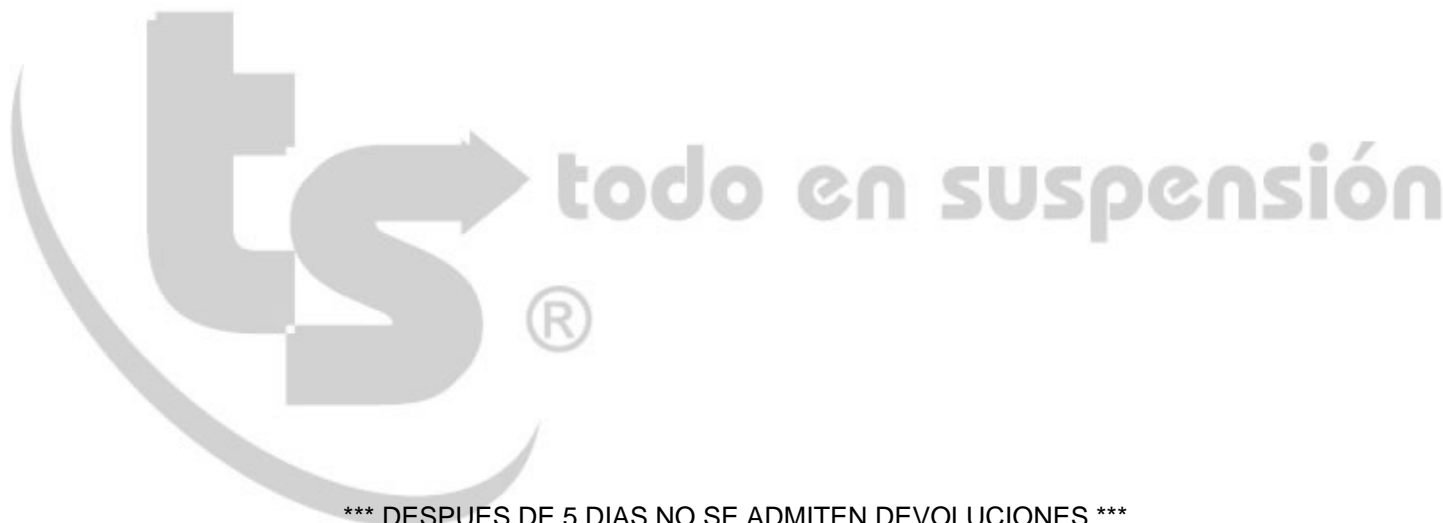 ts
todo en suspensión
®
*** DESPUES DE 5 DIAS NO SE ADMITEN DEVOLUCIONES ***